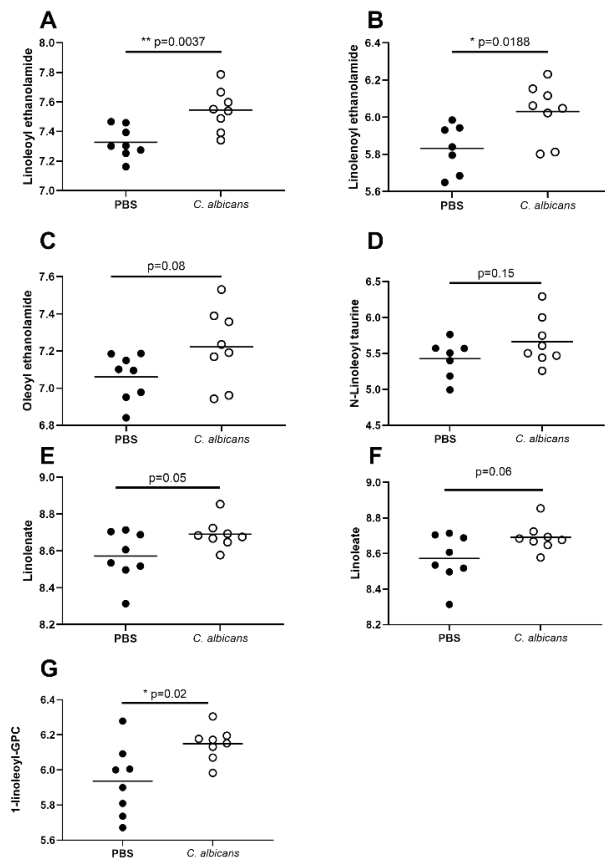 A
B
** p=0.0037
* p=0.0188
Linoleoyl ethanolamide
8.0
7.8
7.6
7.4
7.2
7.0
PBS
C. albicans
Linolenoyl ethanolamide
6.4
6.2
6.0
5.8
5.6
PBS
C. albicans
C
D
p=0.08
p=0.15
Oleoyl ethanolamide
7.6
7.4
7.2
7.0
6.8
PBS
C. albicans
N-Linoleoyl taurine
6.5
6.0
5.5
5.0
4.5
PBS
C. albicans
E
F
p=0.05
p=0.06
Linolenate
9.0
8.8
8.6
8.4
8.2
PBS
C. albicans
Linoleate
9.0
8.8
8.6
8.4
8.2
PBS
C. albicans
G
* p=0.02
1-linoleoyl-GPC
6.4
6.2
6.0
5.8
5.6
PBS
C. albicans